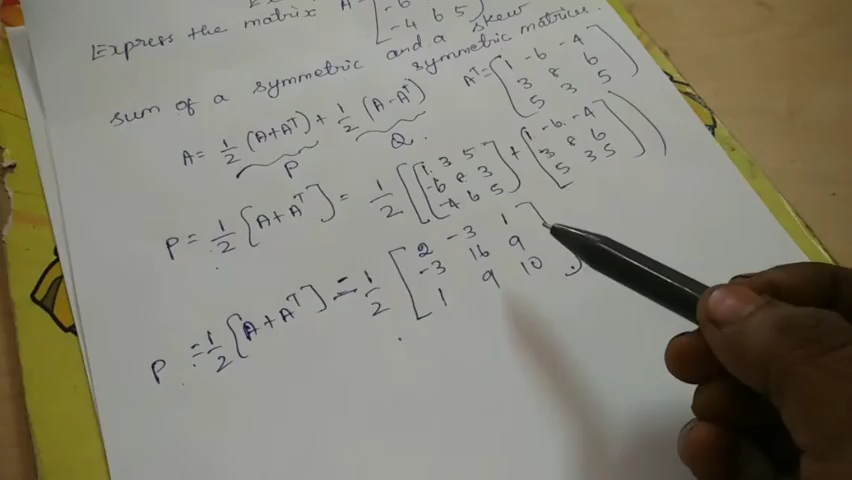 Express the matrix A = [ -6
-4 6 5 ]
sum of a symmetric and a skew
symmetric matrices.
A = 1/2 (A+A^T) + 1/2 (A-A^T)
P Q.
A^T = [ 1 -6 -4
3 8 6
5 3 5 ]
P = 1/2 [A+A^T] = 1/2 [ [ 1 3 5 ] + [ 1 -6 -4 ] ]
-6 8 3 3 8 6
-4 6 5 5 3 5
P = 1/2 [A+A^T] = 1/2 [ 2 -3 1
-3 16 9
1 9 10 ]